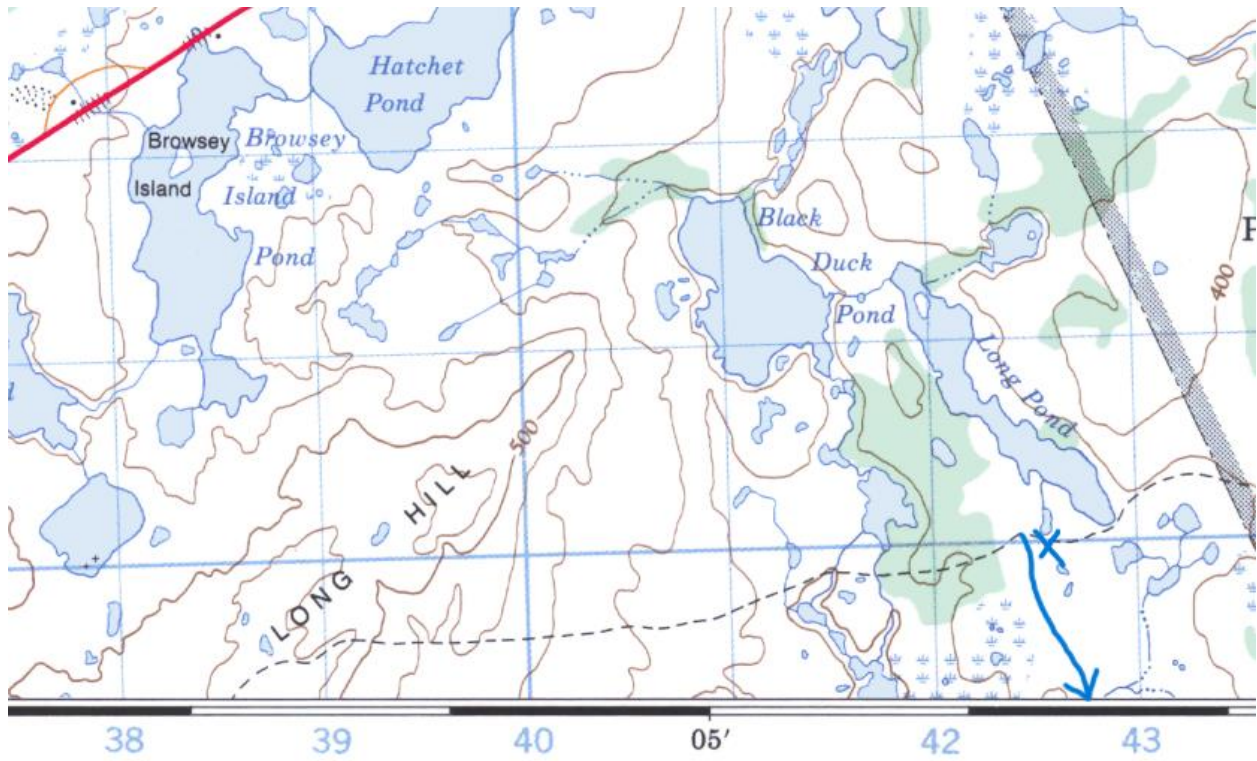 Hatchet
Pond
Browsey
Island
Browsey
Island
Pond
Black
Duck
Pond
Long Pond
400
500
LONG HILL
38 39 40 05' 42 43